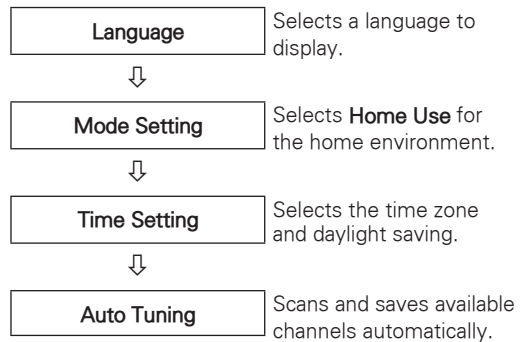 Language
Selects a language to
display.
Mode Setting
Selects Home Use for
the home environment.
Time Setting
Selects the time zone
and daylight saving.
Auto Tuning
Scans and saves available
channels automatically.